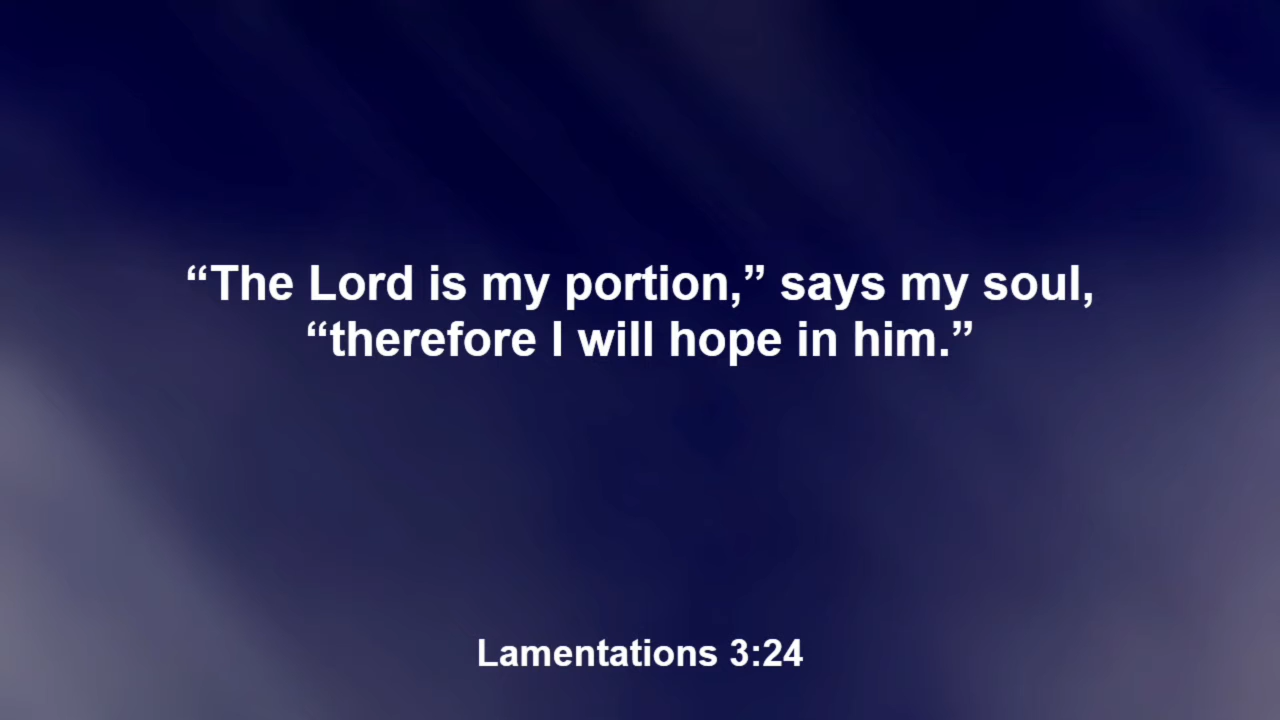 “The Lord is my portion,” says my soul,
“therefore I will hope in him.”
Lamentations 3:24